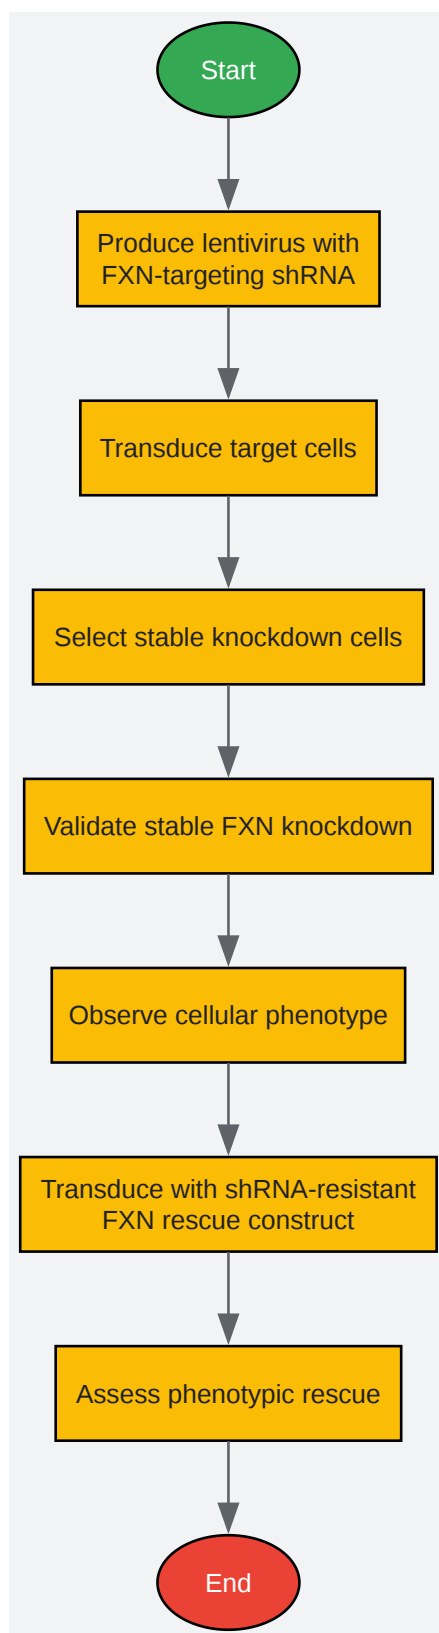 Start
Produce lentivirus with
FXN-targeting shRNA
Transduce target cells
Select stable knockdown cells
Validate stable FXN knockdown
Observe cellular phenotype
Transduce with shRNA-resistant
FXN rescue construct
Assess phenotypic rescue
End